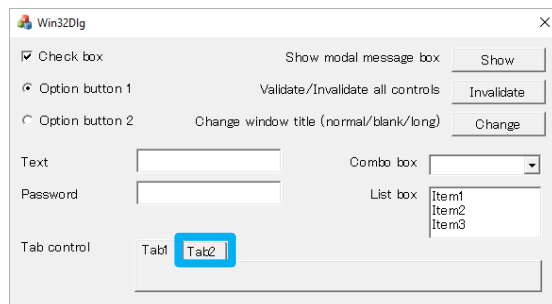 Win32Dlg
Check box
Show modal message box
Show
Option button 1
Validate/Invalidate all controls
Invalidate
Option button 2
Change window title (normal/blank/long)
Change
Text
Combo box
Password
List box
Item1
Item2
Item3
Tab control
Tab1
Tab2